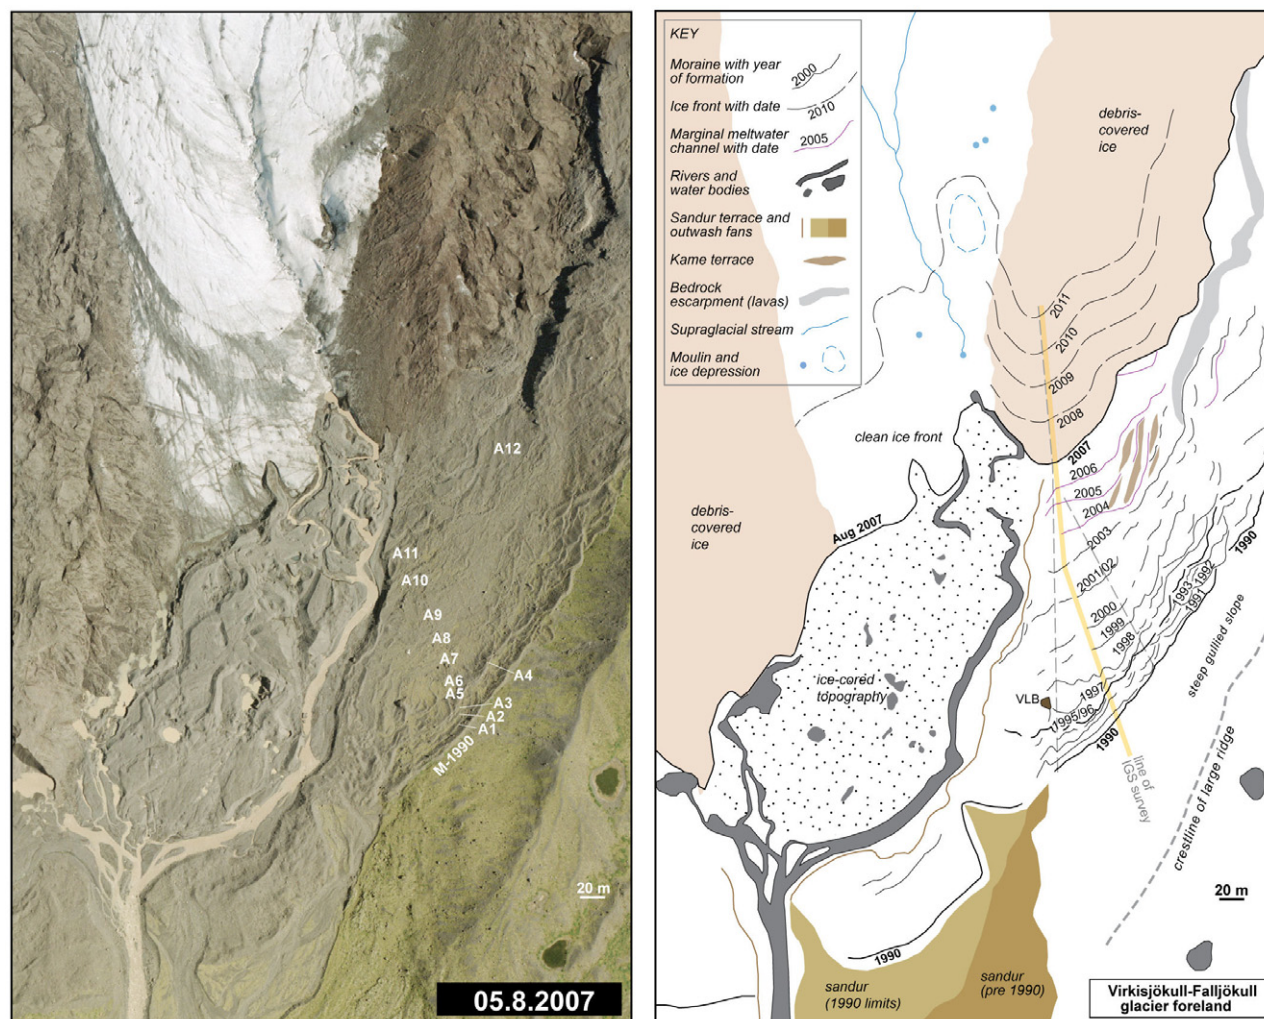 A12
A11
A10
A9
A8
A7
A6
A5
A4
A3
A2
A1
M-1990
20 m
05.8.2007
KEY
Moraine with year
of formation
2000
Ice front with date
2010
Marginal meltwater
channel with date
2005
Rivers and
water bodies
Sandur terrace and
outwash fans
Kame terrace
Bedrock
escarpment (lavas)
Supraglacial stream
Moulin and
ice depression
debris-
covered
ice
2011
2010
2009
2008
2007
2006
2005
2004
2003
2001/02
2000
1999
1998
1997
1995/96
1993
1992
1991
1990
1990
clean ice front
Aug 2007
debris-
covered
ice
ice-cored
topography
VLB
steep gullied slope
line of
IGS survey
crestline of large ridge
20 m
1990
sandur
(1990 limits)
sandur
(pre 1990)
Virkisjökull-Falljökull
glacier foreland